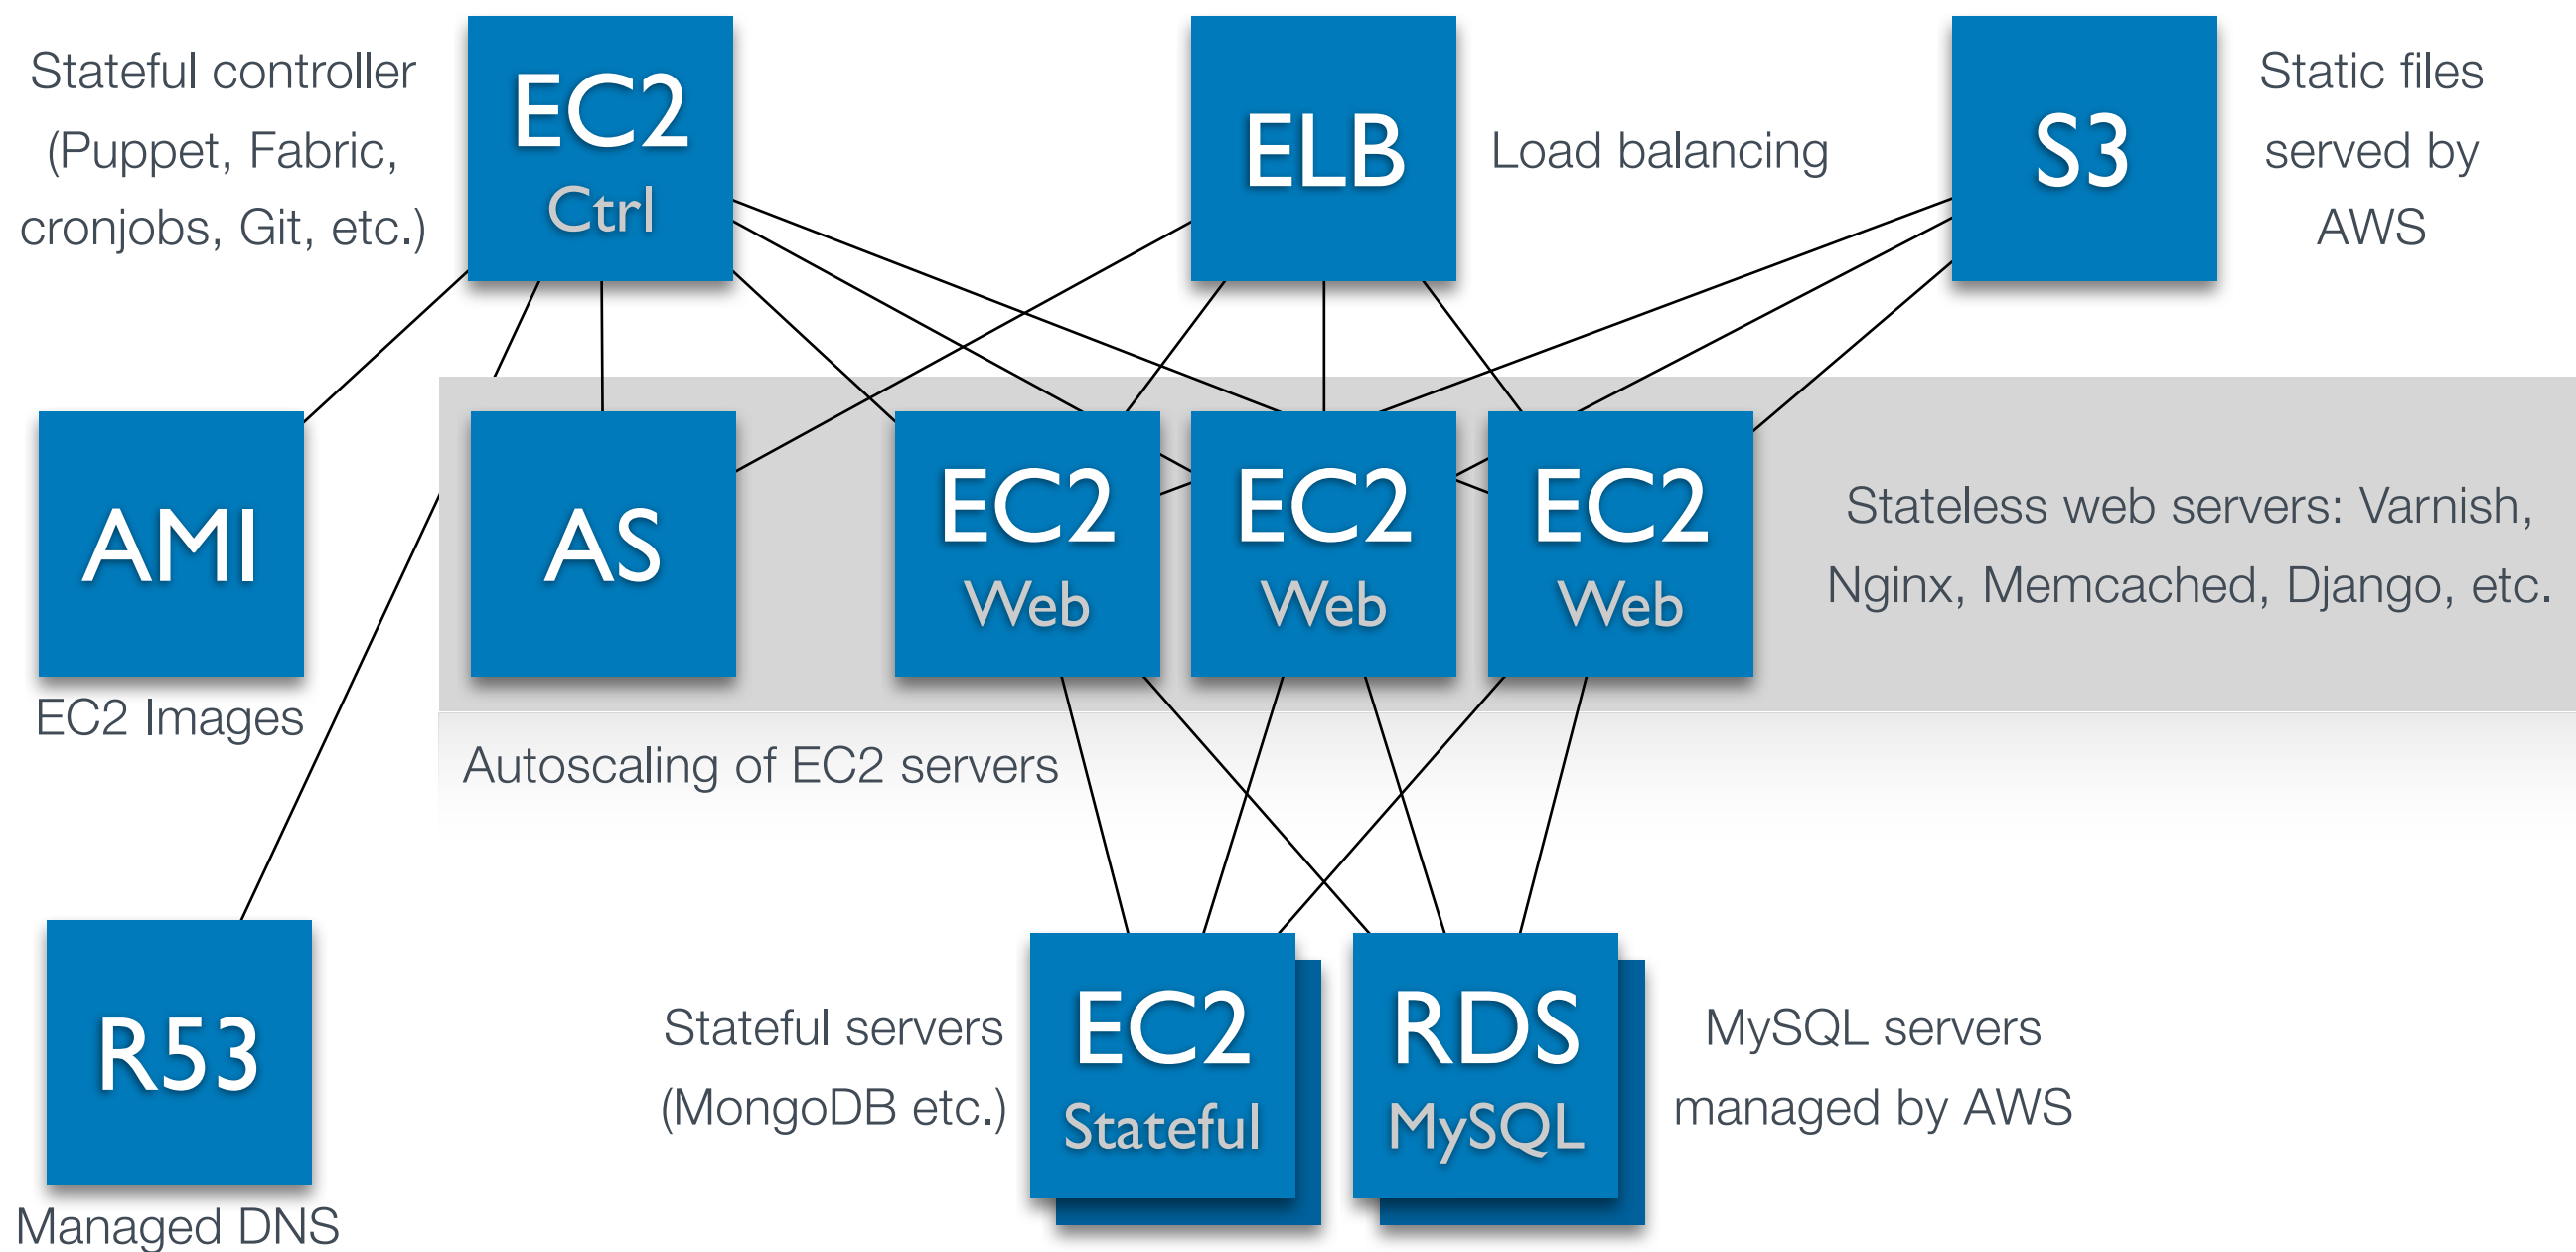 Stateful controller
(Puppet, Fabric,
cronjobs, Git, etc.)
EC2
Ctrl
ELB
Load balancing
S3
Static files
served by
AWS
AMI
EC2 Images
AS
EC2
Web
EC2
Web
EC2
Web
Stateless web servers: Varnish,
Nginx, Memcached, Django, etc.
Autoscaling of EC2 servers
R53
Managed DNS
Stateful servers
(MongoDB etc.)
EC2
Stateful
RDS
MySQL
MySQL servers
managed by AWS